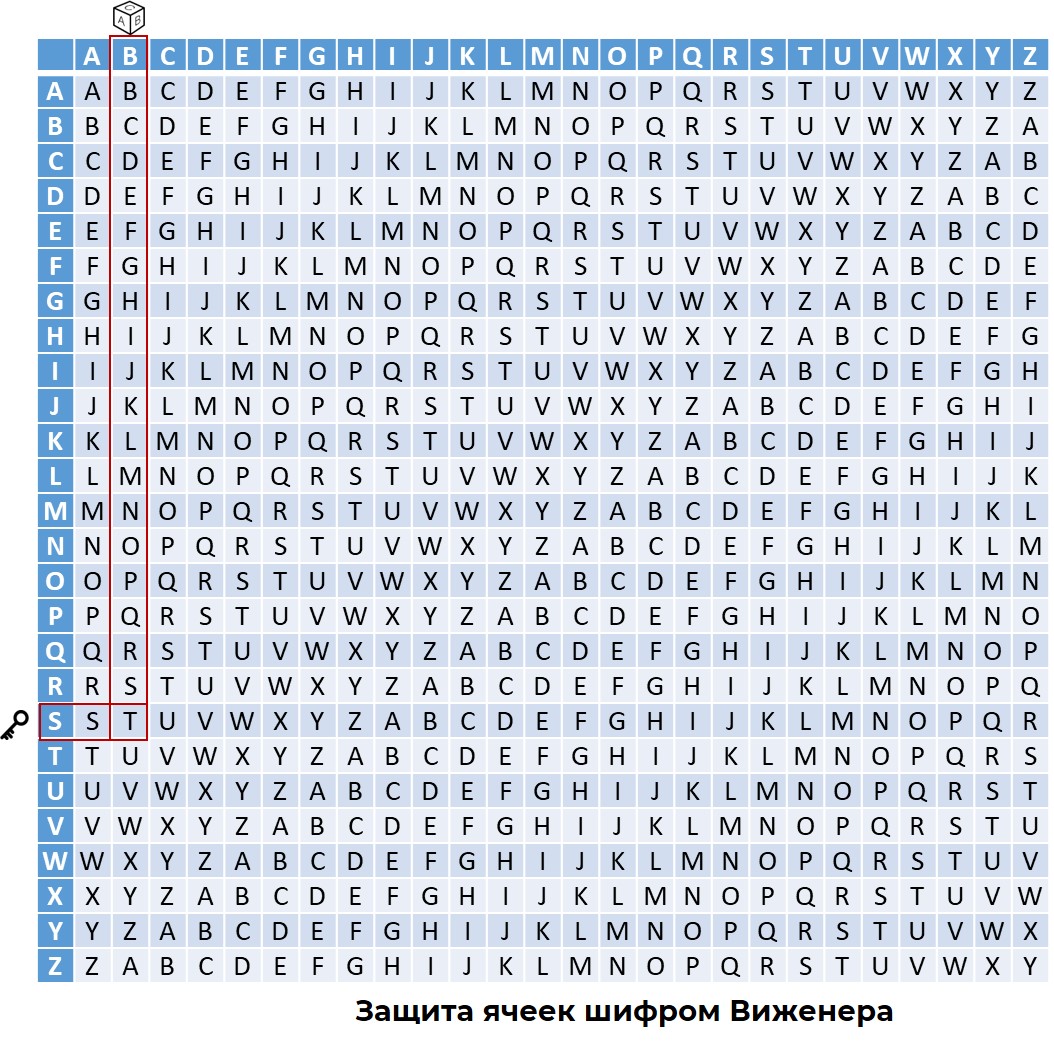 A B
A B C D E F G H I J K L M N O P Q R S T U V W X Y Z
A A B C D E F G H I J K L M N O P Q R S T U V W X Y Z
B B C D E F G H I J K L M N O P Q R S T U V W X Y Z A
C C D E F G H I J K L M N O P Q R S T U V W X Y Z A B
D D E F G H I J K L M N O P Q R S T U V W X Y Z A B C
E E F G H I J K L M N O P Q R S T U V W X Y Z A B C D
F F G H I J K L M N O P Q R S T U V W X Y Z A B C D E
G G H I J K L M N O P Q R S T U V W X Y Z A B C D E F
H H I J K L M N O P Q R S T U V W X Y Z A B C D E F G
I I J K L M N O P Q R S T U V W X Y Z A B C D E F G H
J J K L M N O P Q R S T U V W X Y Z A B C D E F G H I
K K L M N O P Q R S T U V W X Y Z A B C D E F G H I J
L L M N O P Q R S T U V W X Y Z A B C D E F G H I J K
M M N O P Q R S T U V W X Y Z A B C D E F G H I J K L
N N O P Q R S T U V W X Y Z A B C D E F G H I J K L M
O O P Q R S T U V W X Y Z A B C D E F G H I J K L M N
P P Q R S T U V W X Y Z A B C D E F G H I J K L M N O
Q Q R S T U V W X Y Z A B C D E F G H I J K L M N O P
R R S T U V W X Y Z A B C D E F G H I J K L M N O P Q
S S T U V W X Y Z A B C D E F G H I J K L M N O P Q R
T T U V W X Y Z A B C D E F G H I J K L M N O P Q R S
U U V W X Y Z A B C D E F G H I J K L M N O P Q R S T
V V W X Y Z A B C D E F G H I J K L M N O P Q R S T U
W W X Y Z A B C D E F G H I J K L M N O P Q R S T U V
X X Y Z A B C D E F G H I J K L M N O P Q R S T U V W
Y Y Z A B C D E F G H I J K L M N O P Q R S T U V W X
Z Z A B C D E F G H I J K L M N O P Q R S T U V W X Y
Защита ячеек шифром Виженера